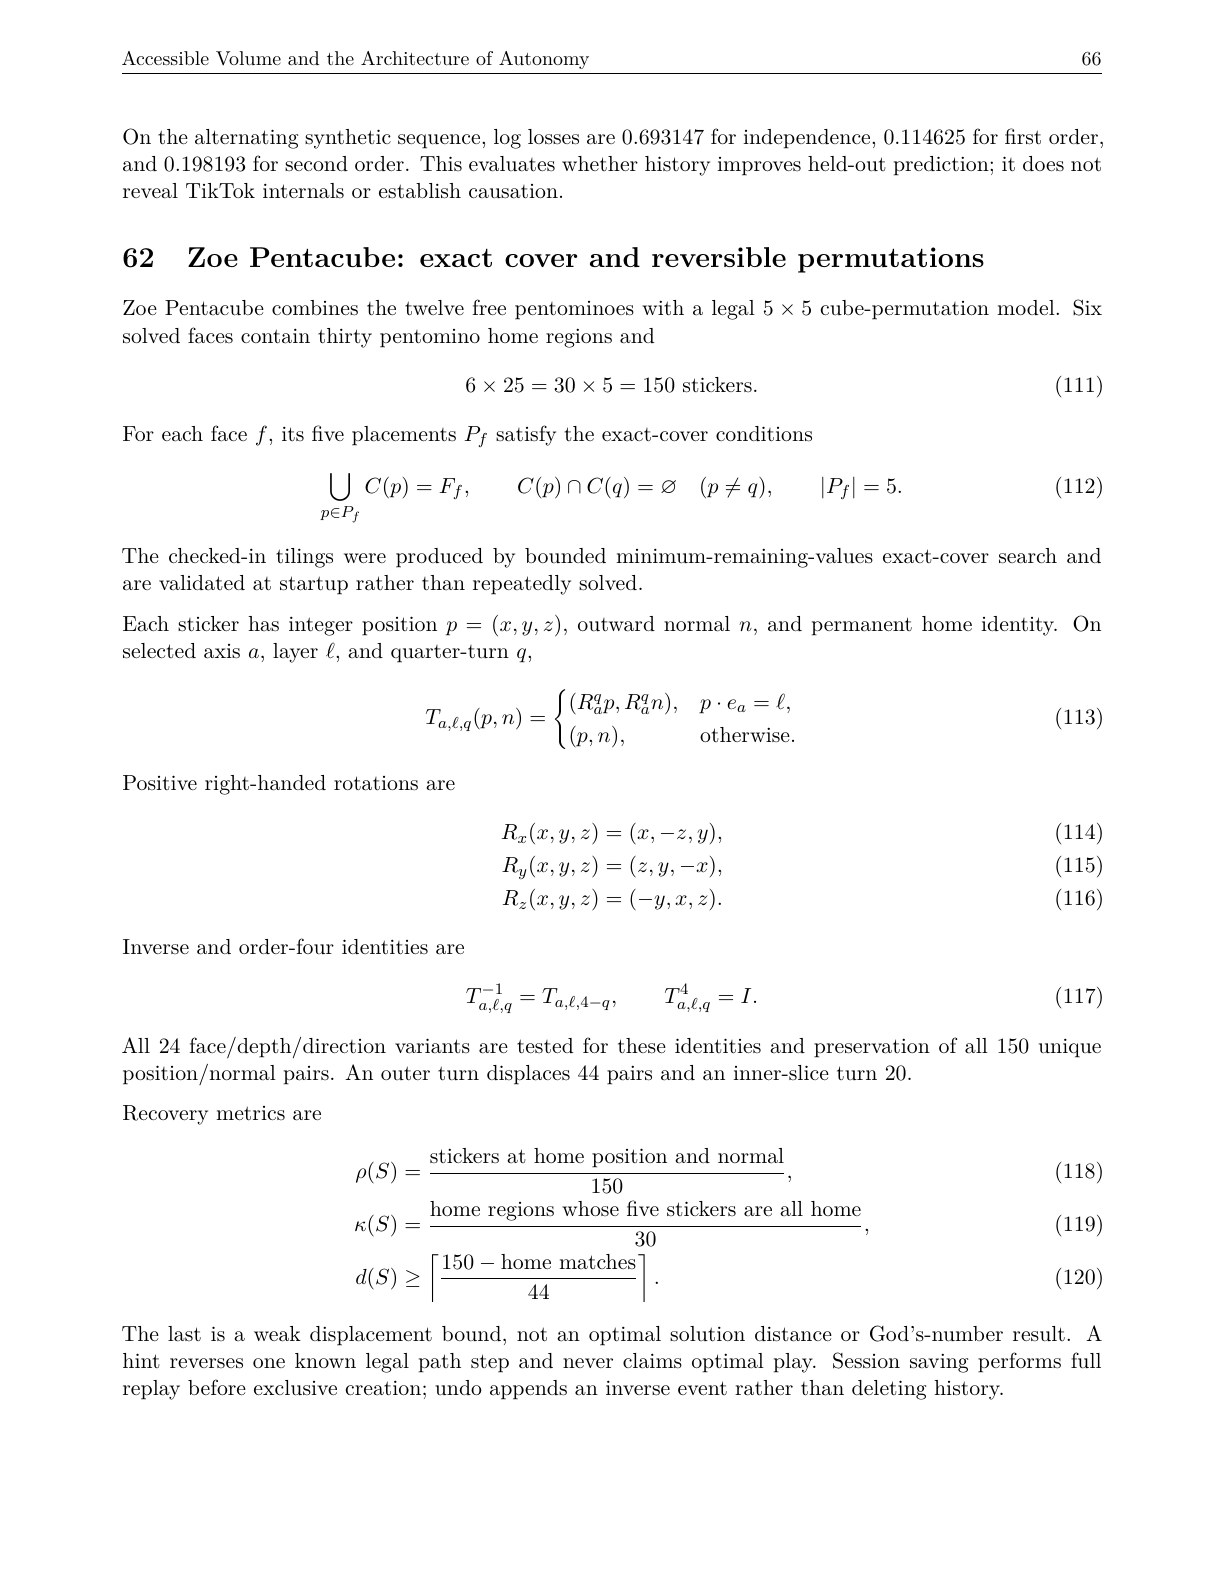 Accessible Volume and the Architecture of Autonomy 66
On the alternating synthetic sequence, log losses are 0.693147 for independence, 0.114625 for first order,
and 0.198193 for second order. This evaluates whether history improves held-out prediction; it does not
reveal TikTok internals or establish causation.
62 Zoe Pentacube: exact cover and reversible permutations
Zoe Pentacube combines the twelve free pentominoes with a legal 5 × 5 cube-permutation model. Six
solved faces contain thirty pentomino home regions and
6 × 25 = 30 × 5 = 150 stickers. (111)
For each face f, its five placements P_f satisfy the exact-cover conditions
⋃_{p∈P_f} C(p) = F_f, C(p) ∩ C(q) = ∅ (p ≠ q), |P_f| = 5. (112)
The checked-in tilings were produced by bounded minimum-remaining-values exact-cover search and
are validated at startup rather than repeatedly solved.
Each sticker has integer position p = (x, y, z), outward normal n, and permanent home identity. On
selected axis a, layer ℓ, and quarter-turn q,
T_{a,ℓ,q}(p, n) = { (R_a^q p, R_a^q n), p · e_a = ℓ,
(p, n), otherwise. (113)
Positive right-handed rotations are
R_x(x, y, z) = (x, −z, y), (114)
R_y(x, y, z) = (z, y, −x), (115)
R_z(x, y, z) = (−y, x, z). (116)
Inverse and order-four identities are
T_{a,ℓ,q}^{−1} = T_{a,ℓ,4−q}, T_{a,ℓ,q}^4 = I. (117)
All 24 face/depth/direction variants are tested for these identities and preservation of all 150 unique
position/normal pairs. An outer turn displaces 44 pairs and an inner-slice turn 20.
Recovery metrics are
ρ(S) = stickers at home position and normal / 150, (118)
κ(S) = home regions whose five stickers are all home / 30, (119)
d(S) ≥ ⌈(150 − home matches) / 44⌉. (120)
The last is a weak displacement bound, not an optimal solution distance or God's-number result. A
hint reverses one known legal path step and never claims optimal play. Session saving performs full
replay before exclusive creation; undo appends an inverse event rather than deleting history.